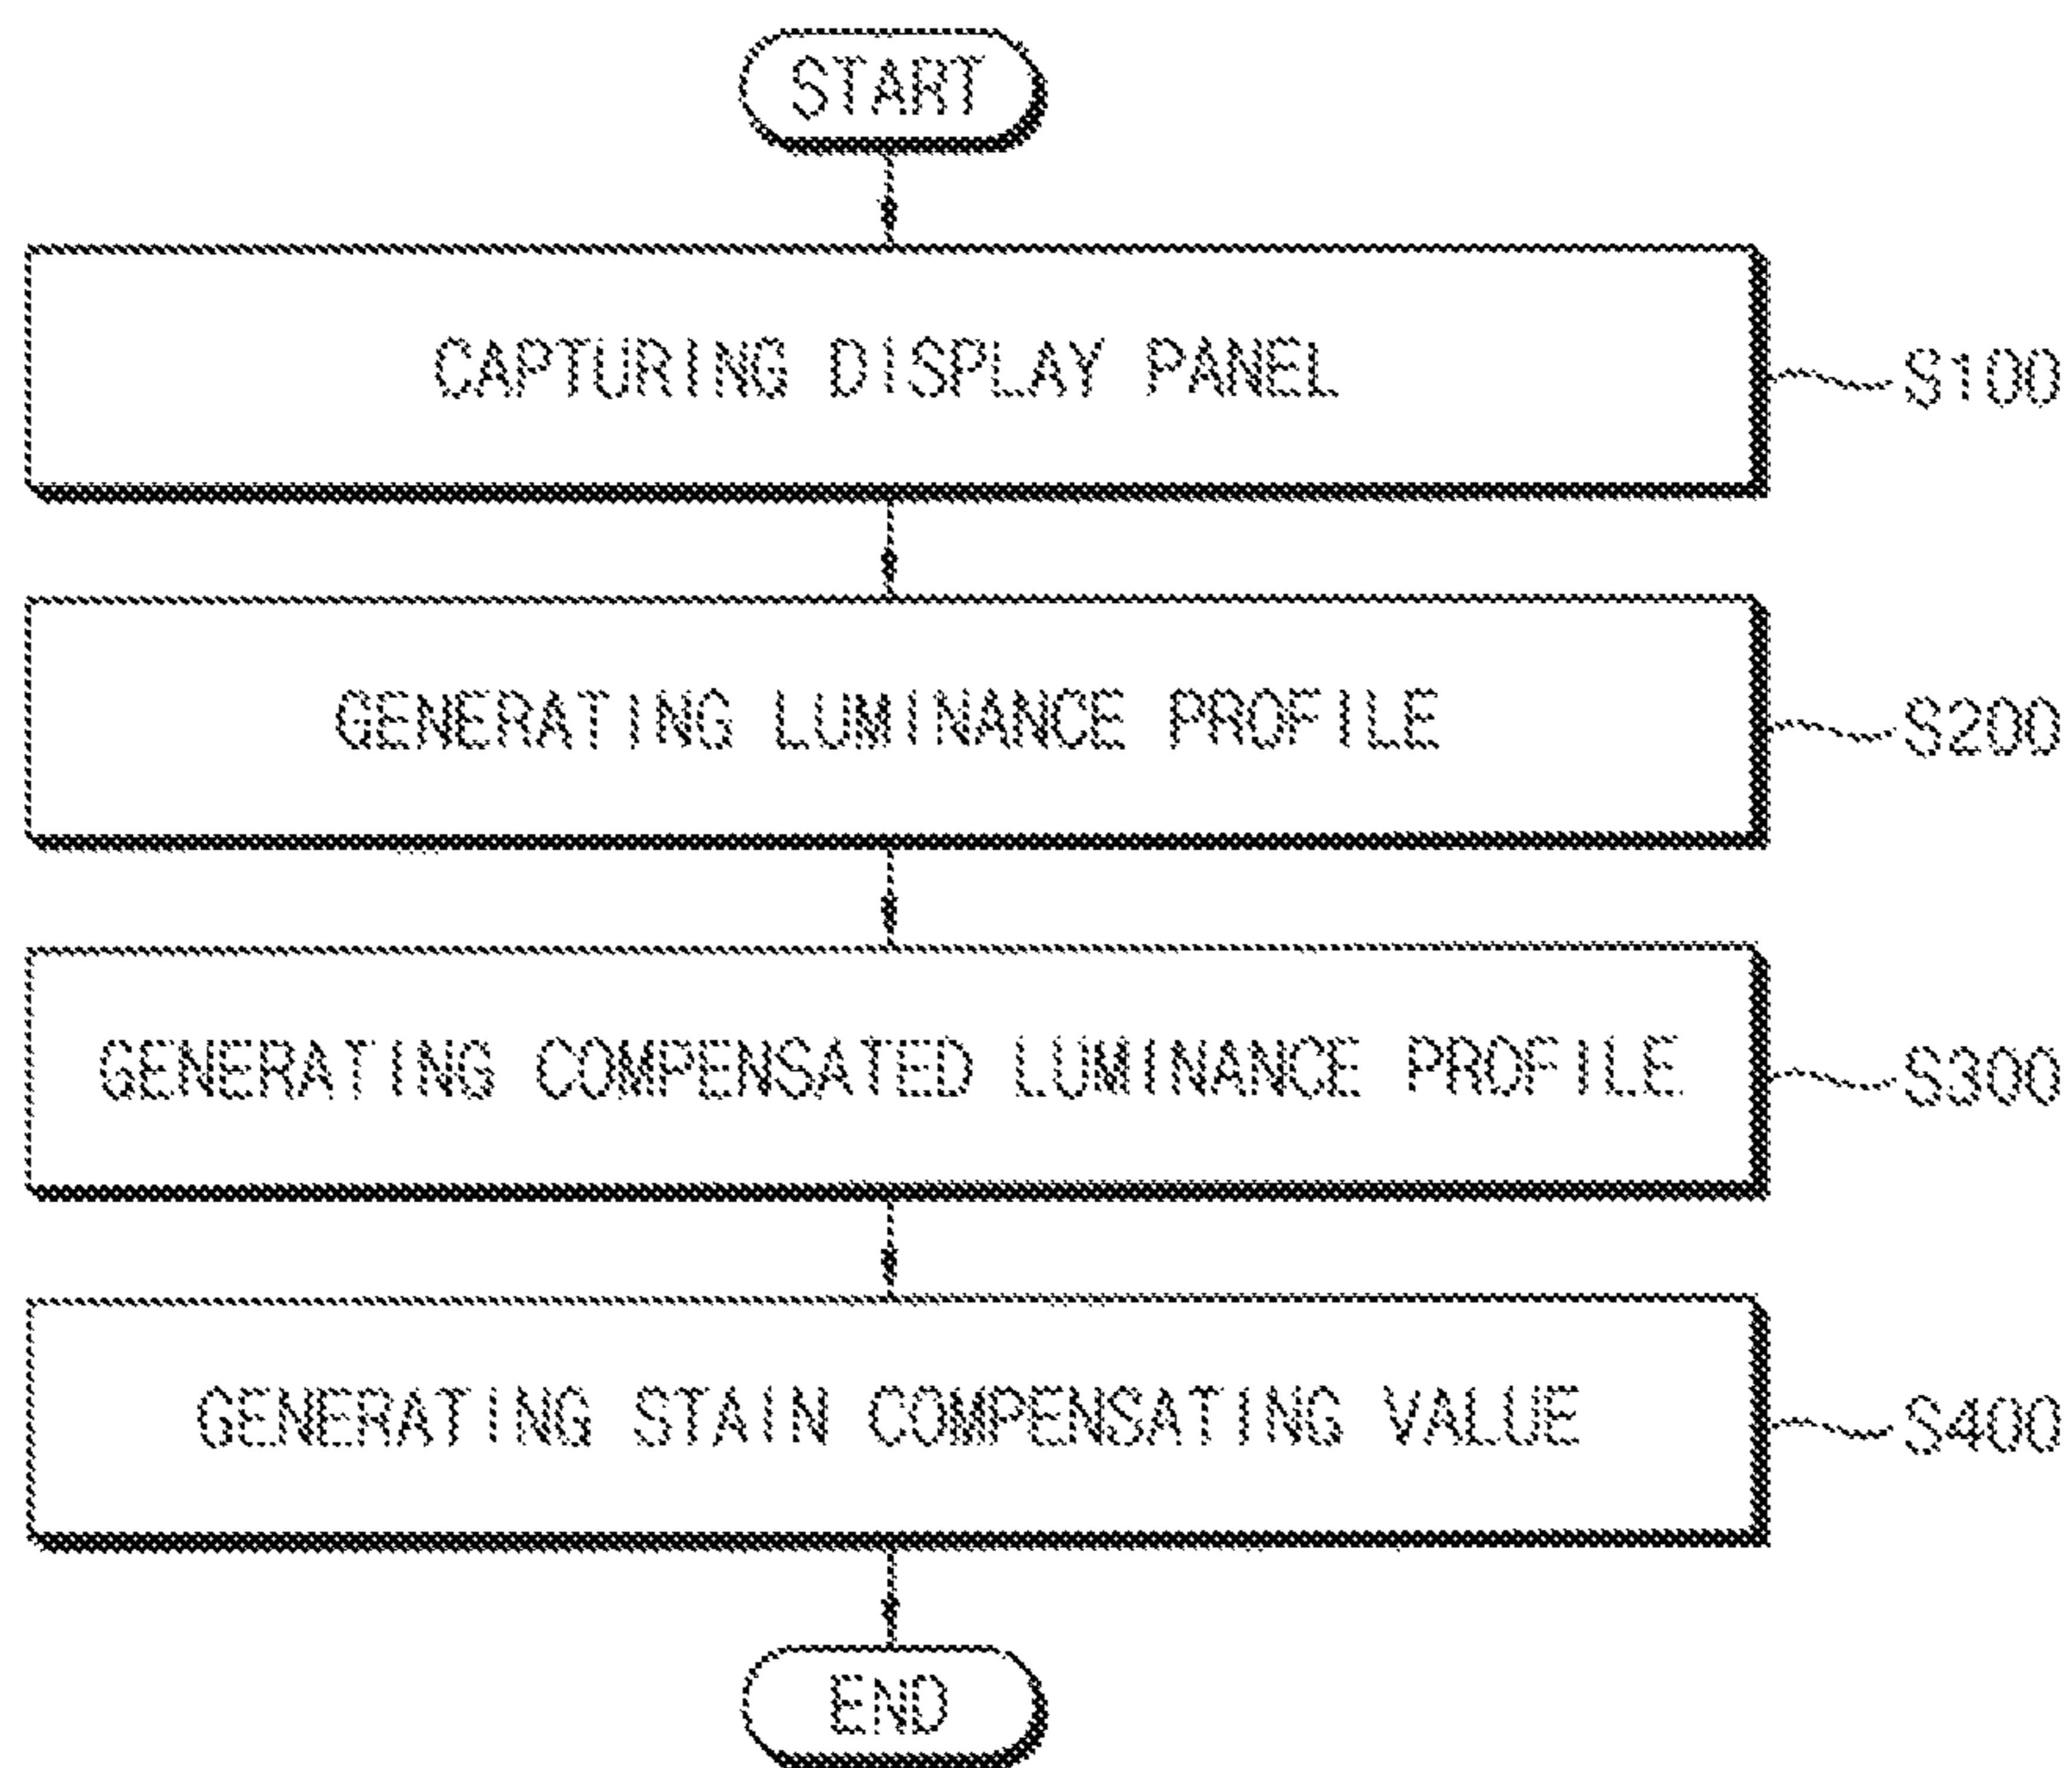 START
CAPTURING DISPLAY PANEL
S100
GENERATING LUMINANCE PROFILE
S200
GENERATING COMPENSATED LUMINANCE PROFILE
S300
GENERATING STAIN COMPENSATING VALUE
S400
END